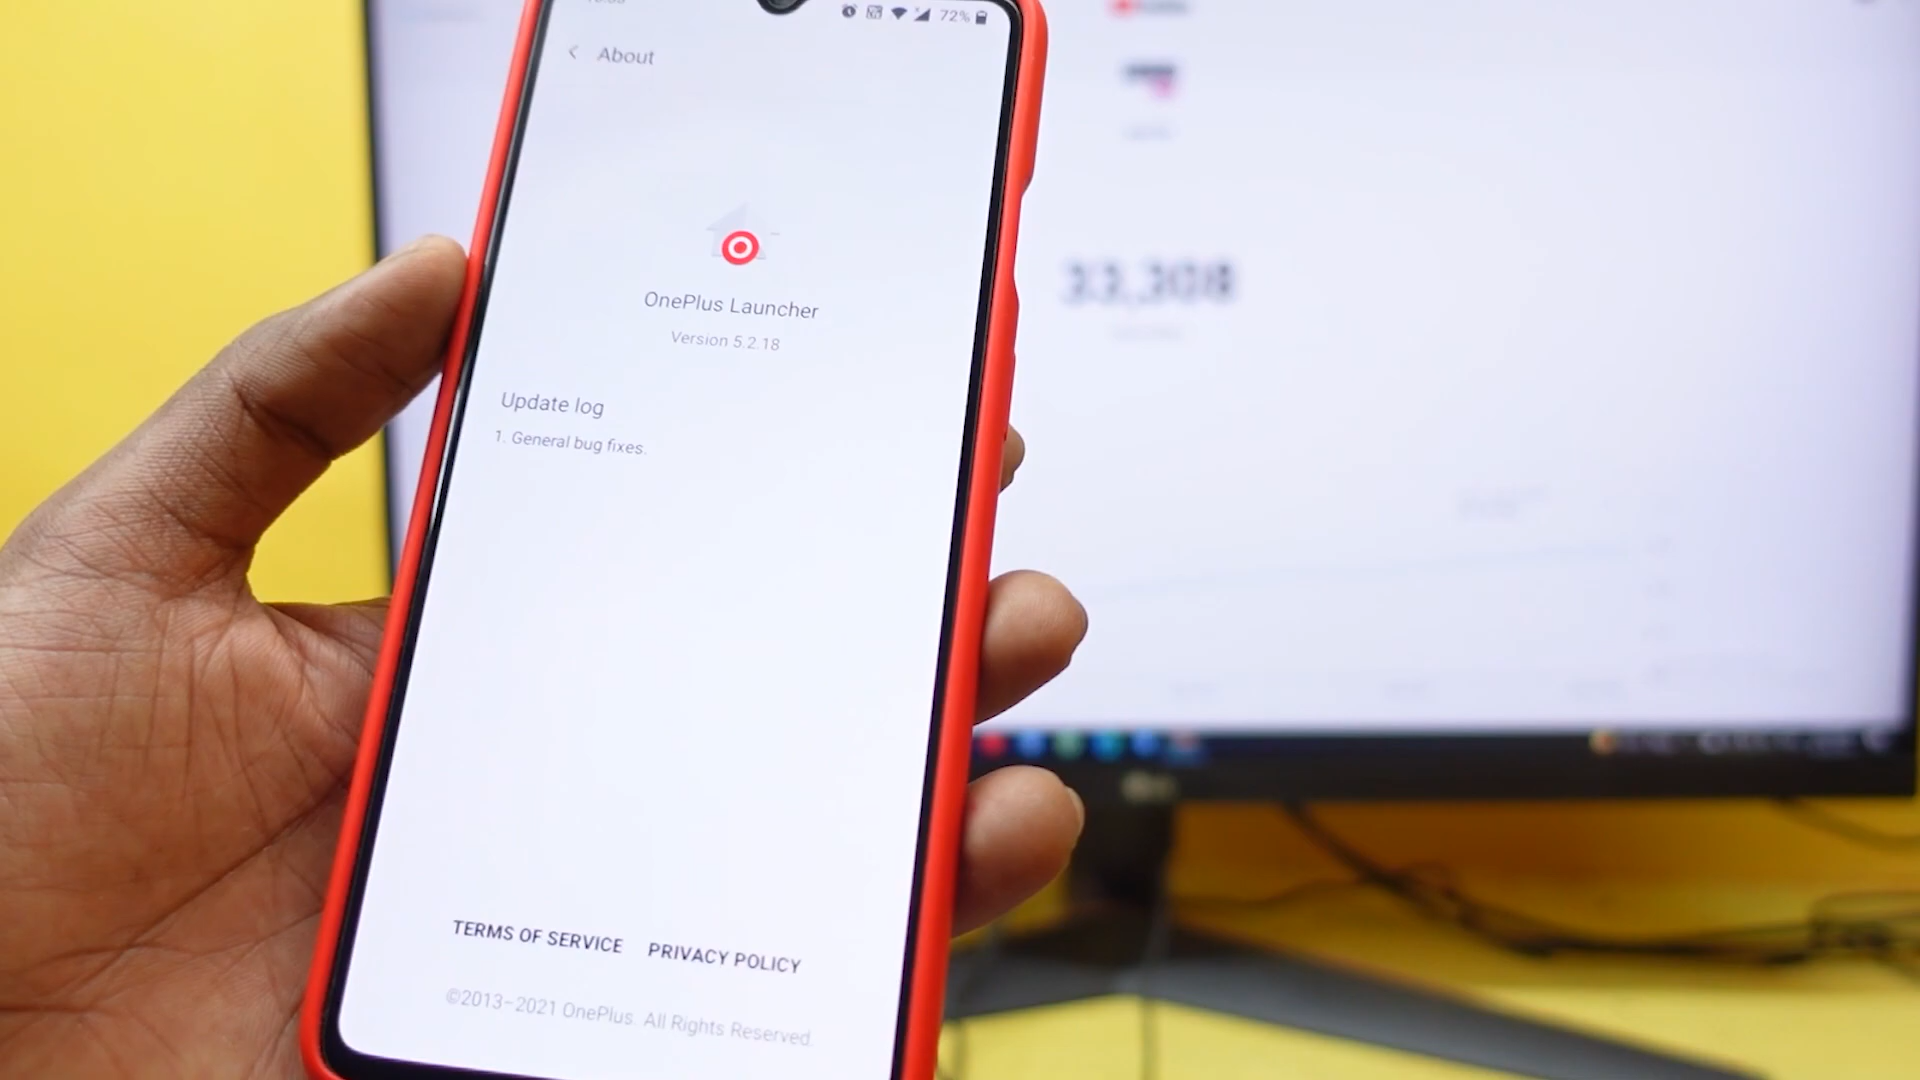 72%
About
OnePlus Launcher
Version 5.2.18
Update log
1. General bug fixes.
TERMS OF SERVICE PRIVACY POLICY
©2013-2021 OnePlus. All Rights Reserved.
33,308